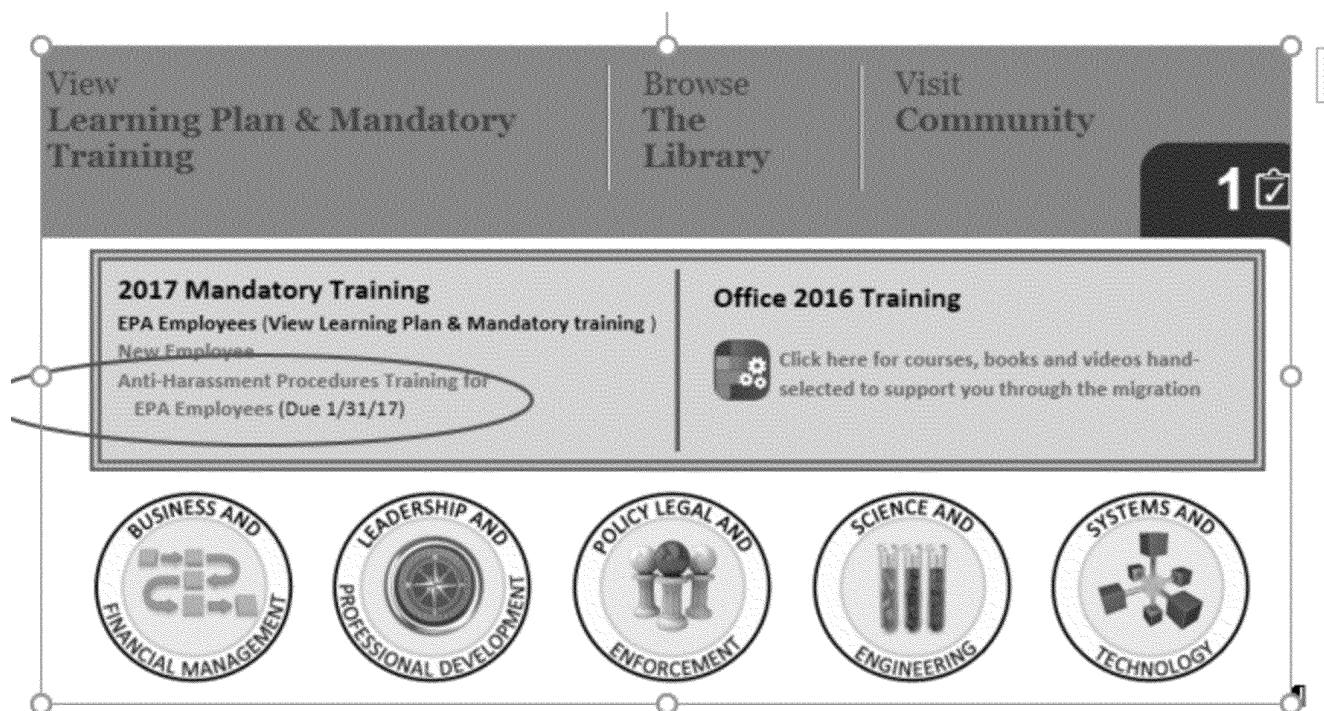 View
Learning Plan & Mandatory
Training
Browse
The
Library
Visit
Community
1
2017 Mandatory Training
EPA Employees (View Learning Plan & Mandatory training )
New Employee
Anti-Harassment Procedures Training for
EPA Employees (Due 1/31/17)
Office 2016 Training
Click here for courses, books and videos hand-
selected to support you through the migration
BUSINESS AND
FINANCIAL MANAGEMENT
LEADERSHIP AND
PROFESSIONAL DEVELOPMENT
POLICY LEGAL AND
ENFORCEMENT
SCIENCE AND
ENGINEERING
SYSTEMS AND
TECHNOLOGY
¶